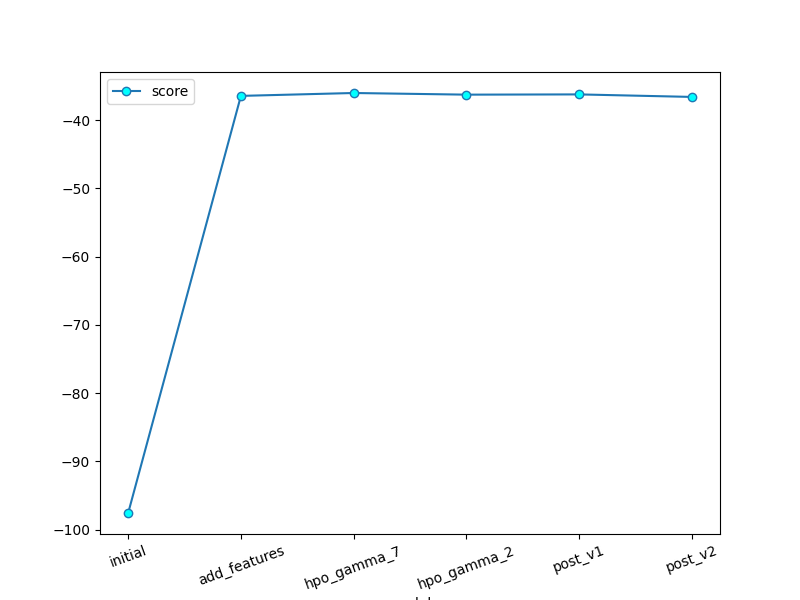 score
−40
−50
−60
−70
−80
−90
−100
initial
add_features
hpo_gamma_7
hpo_gamma_2
post_v1
post_v2